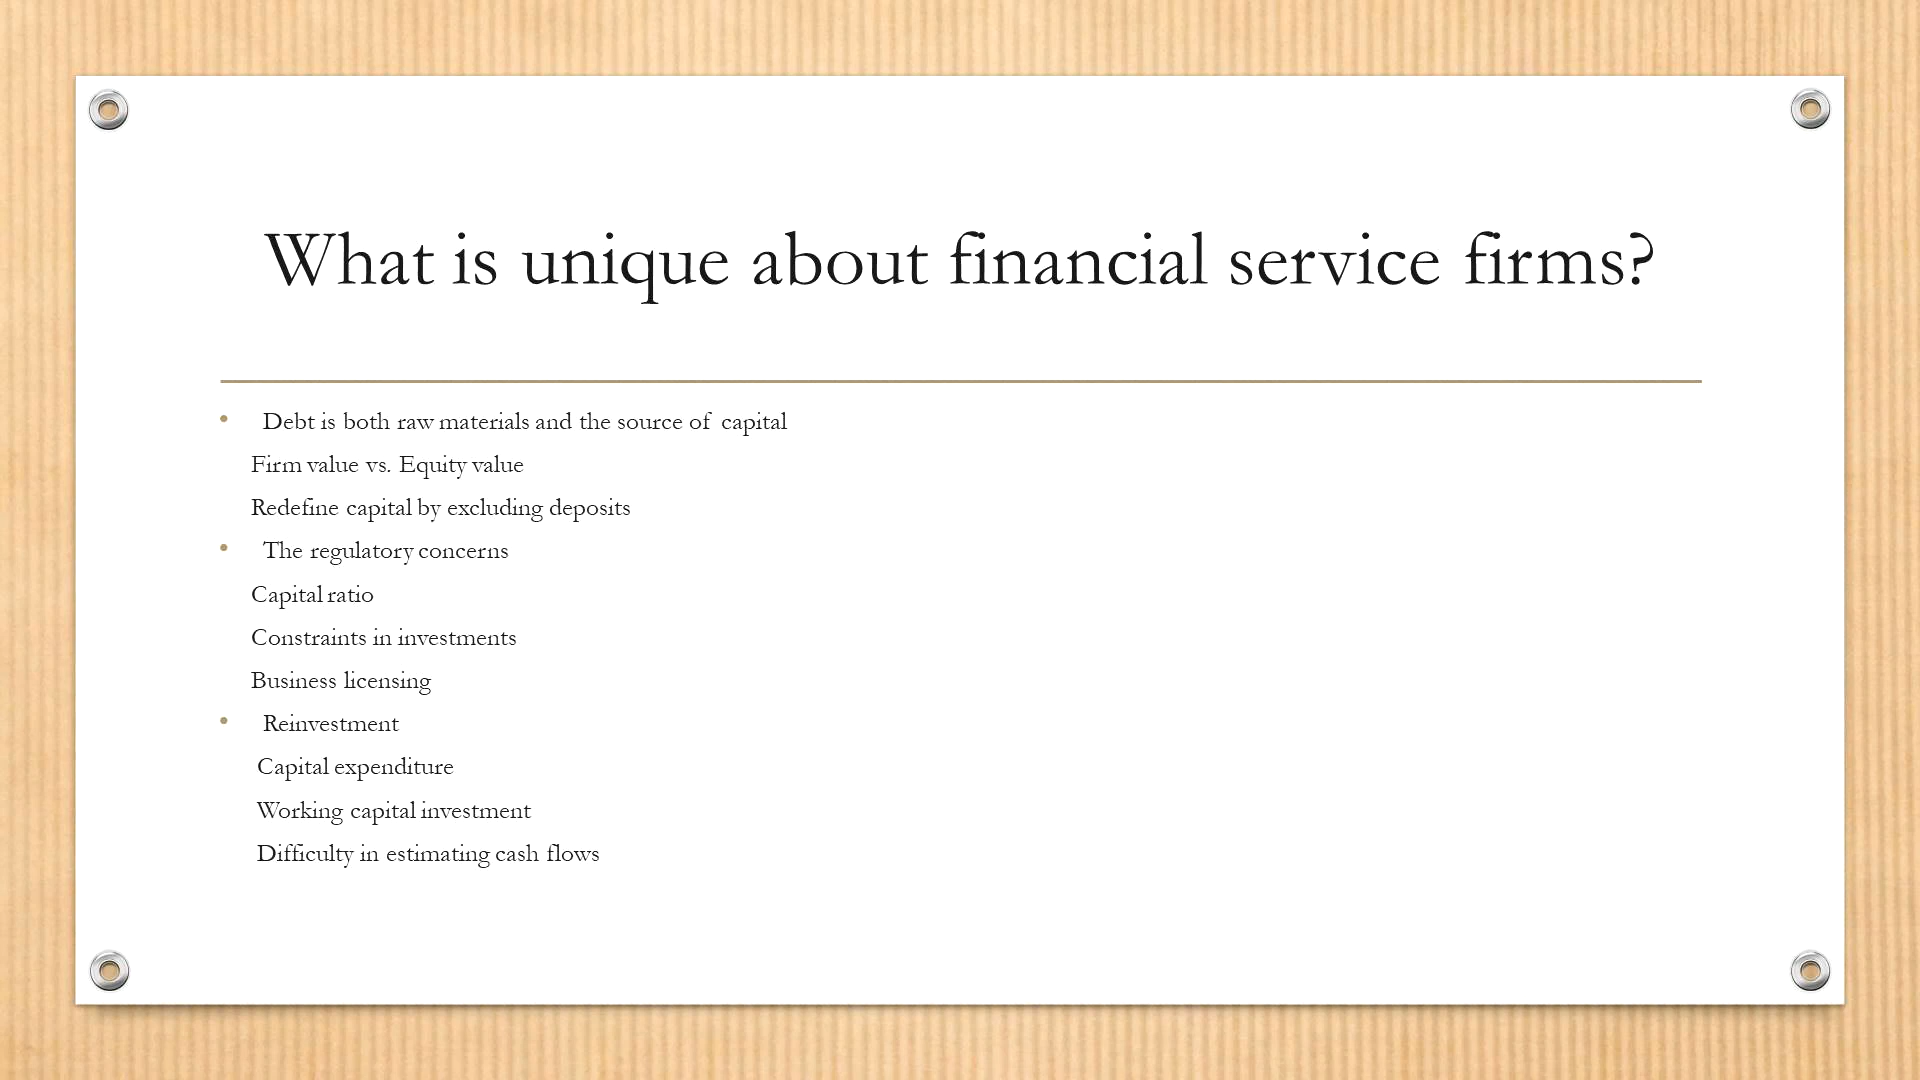 What is unique about financial service firms?
• Debt is both raw materials and the source of capital
Firm value vs. Equity value
Redefine capital by excluding deposits
• The regulatory concerns
Capital ratio
Constraints in investments
Business licensing
• Reinvestment
Capital expenditure
Working capital investment
Difficulty in estimating cash flows